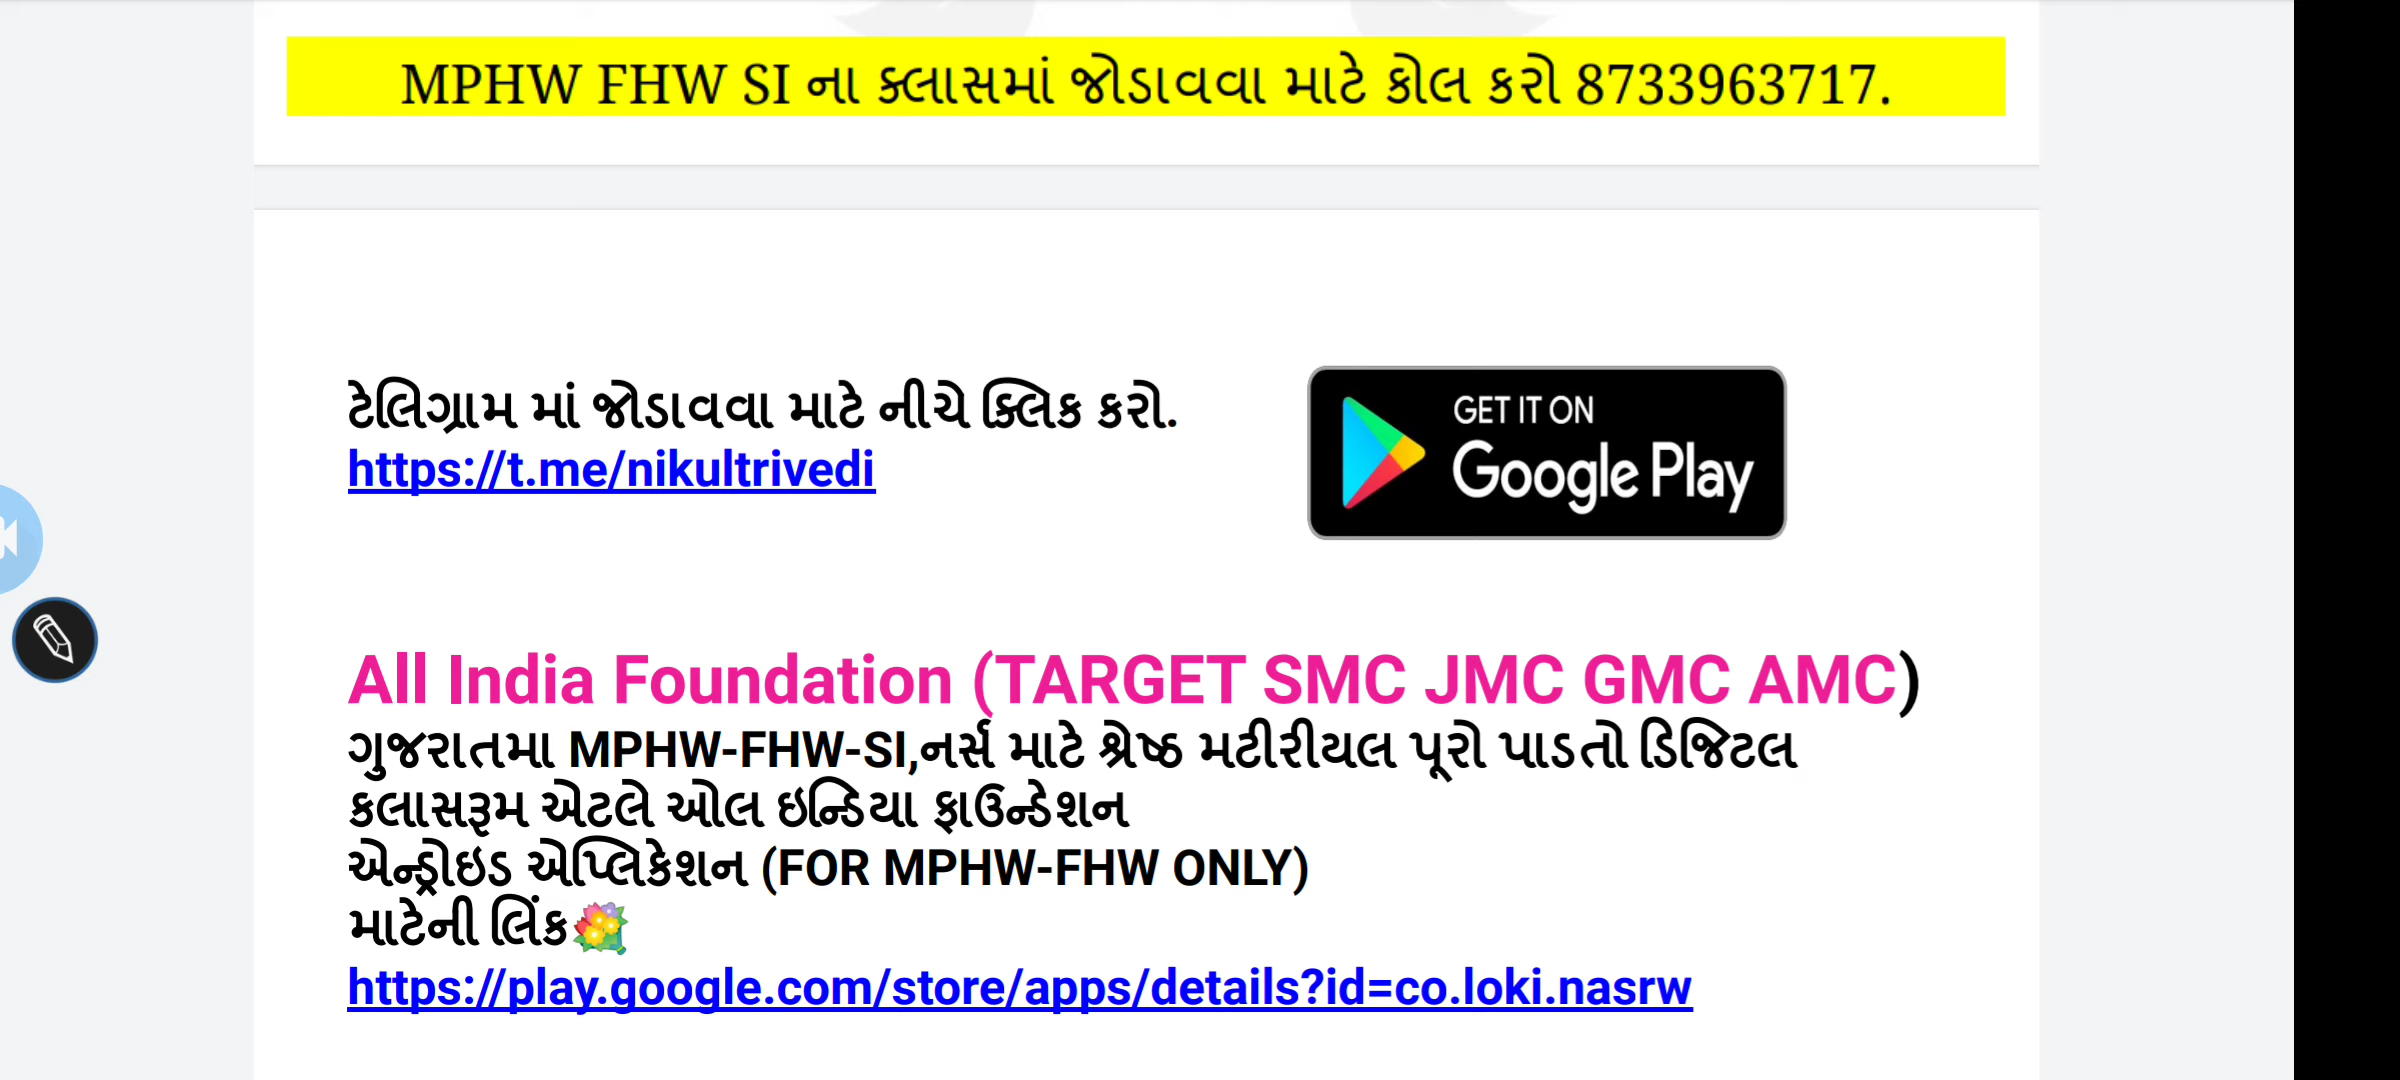 MPHW FHW SI ના ક્લાસમાં જોડાવવા માટે કોલ કરો 8733963717.
ટેલિગ્રામ માં જોડાવવા માટે નીચે ક્લિક કરો.
https://t.me/nikultrivedi
GET IT ON
Google Play
All India Foundation (TARGET SMC JMC GMC AMC)
ગુજરાતમા MPHW-FHW-SI,નર્સ માટે શ્રેષ્ઠ મટીરીયલ પૂરો પાડતો ડિજિટલ
કલાસરૂમ એટલે ઓલ ઇન્ડિયા ફાઉન્ડેશન
એન્ડ્રોઇડ એપ્લિકેશન (FOR MPHW-FHW ONLY)
માટેની લિંક💐
https://play.google.com/store/apps/details?id=co.loki.nasrw